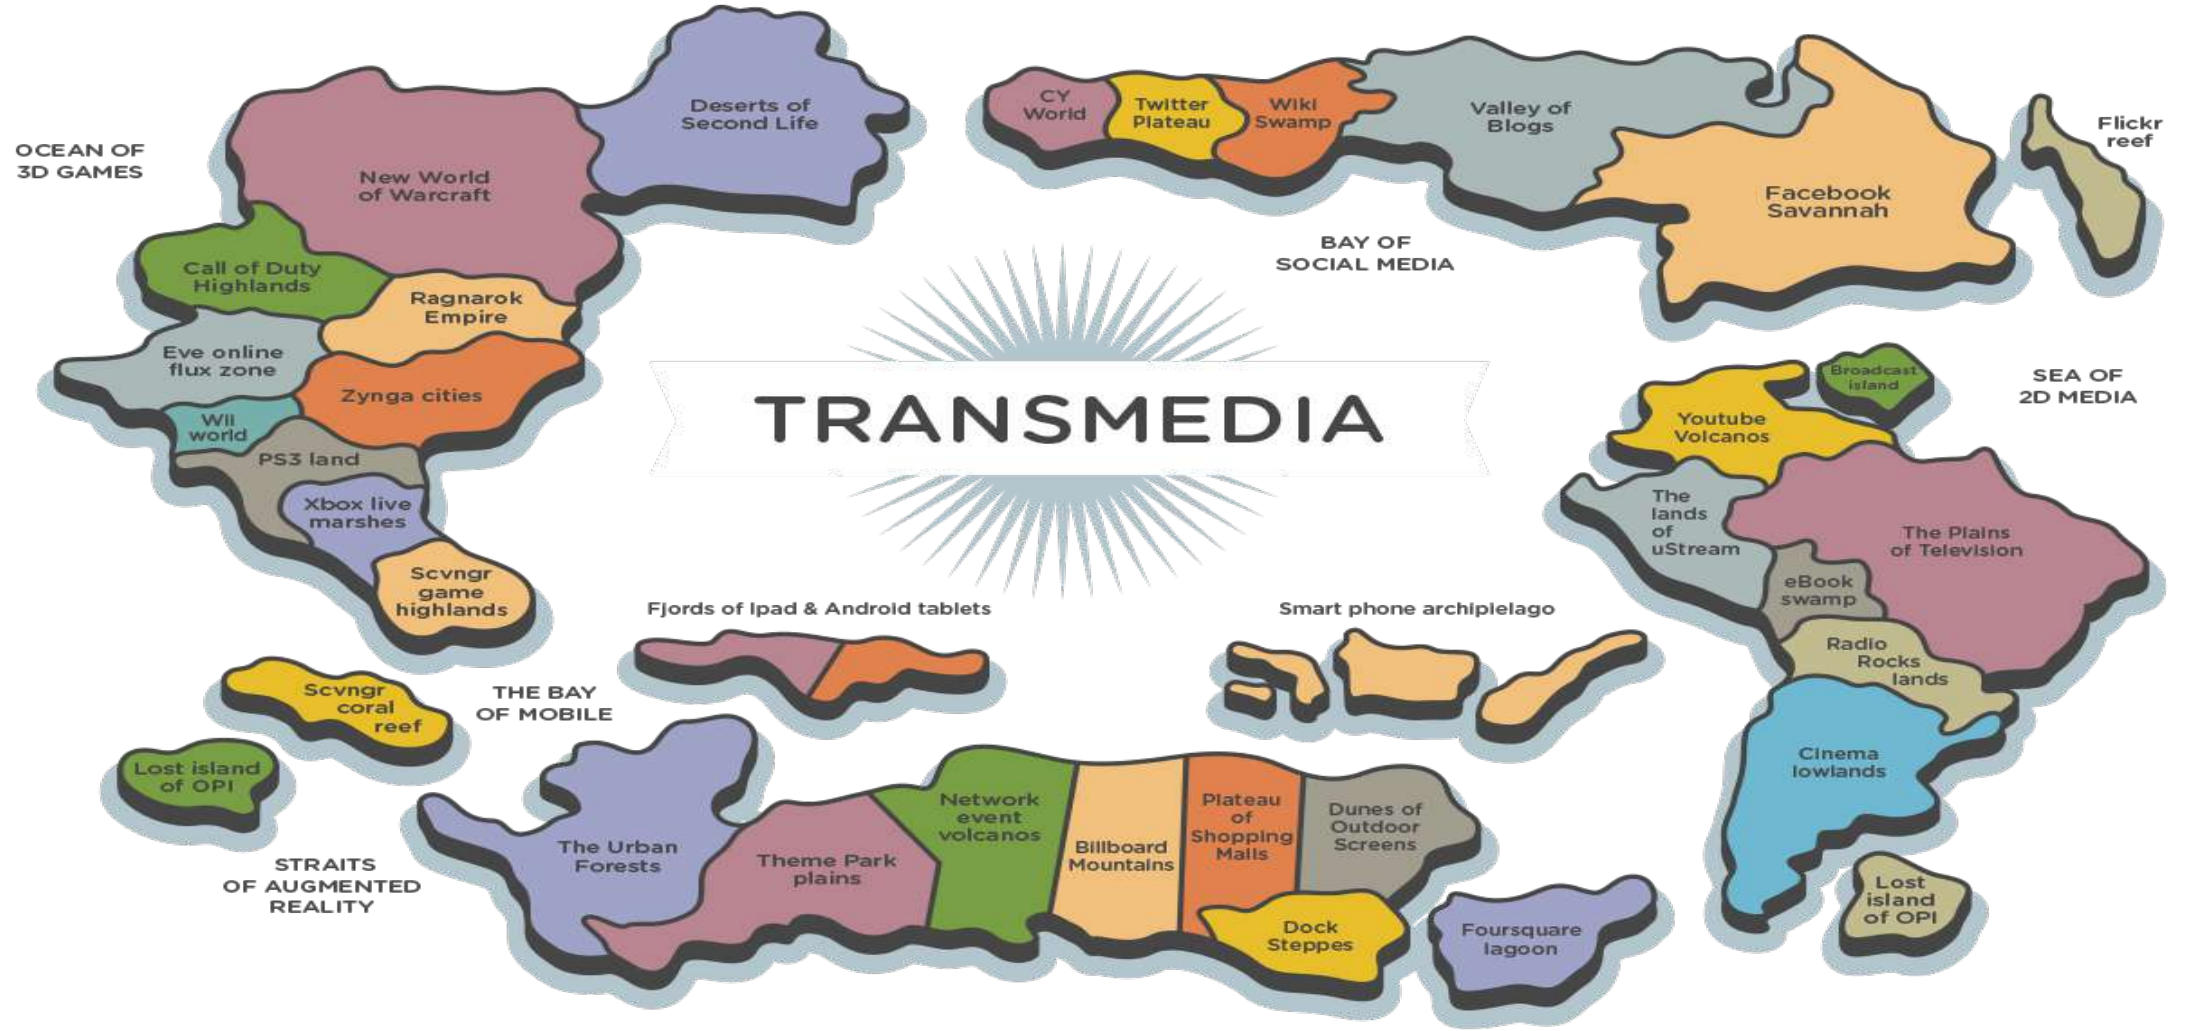 OCEAN OF
3D GAMES
New World
of Warcraft
Deserts of
Second Life
Call of Duty
Highlands
Ragnarok
Empire
Eve online
flux zone
Zynga cities
Wii
world
PS3 land
Xbox live
marshes
Scvngr
game
highlands
CY
World
Twitter
Plateau
Wiki
Swamp
Valley of
Blogs
Facebook
Savannah
Flickr
reef
BAY OF
SOCIAL MEDIA
TRANSMEDIA
Broadcast
island
SEA OF
2D MEDIA
Youtube
Volcanos
The
lands
of
uStream
The Plains
of Television
eBook
swamp
Radio
Rocks
lands
Cinema
lowlands
Lost
island
of OPI
Fjords of Ipad & Android tablets
Smart phone archipielago
THE BAY
OF MOBILE
Scvngr
coral
reef
Lost island
of OPI
STRAITS
OF AUGMENTED
REALITY
The Urban
Forests
Theme Park
plains
Network
event
volcanos
Billboard
Mountains
Plateau
of
Shopping
Malls
Dunes of
Outdoor
Screens
Dock
Steppes
Foursquare
lagoon